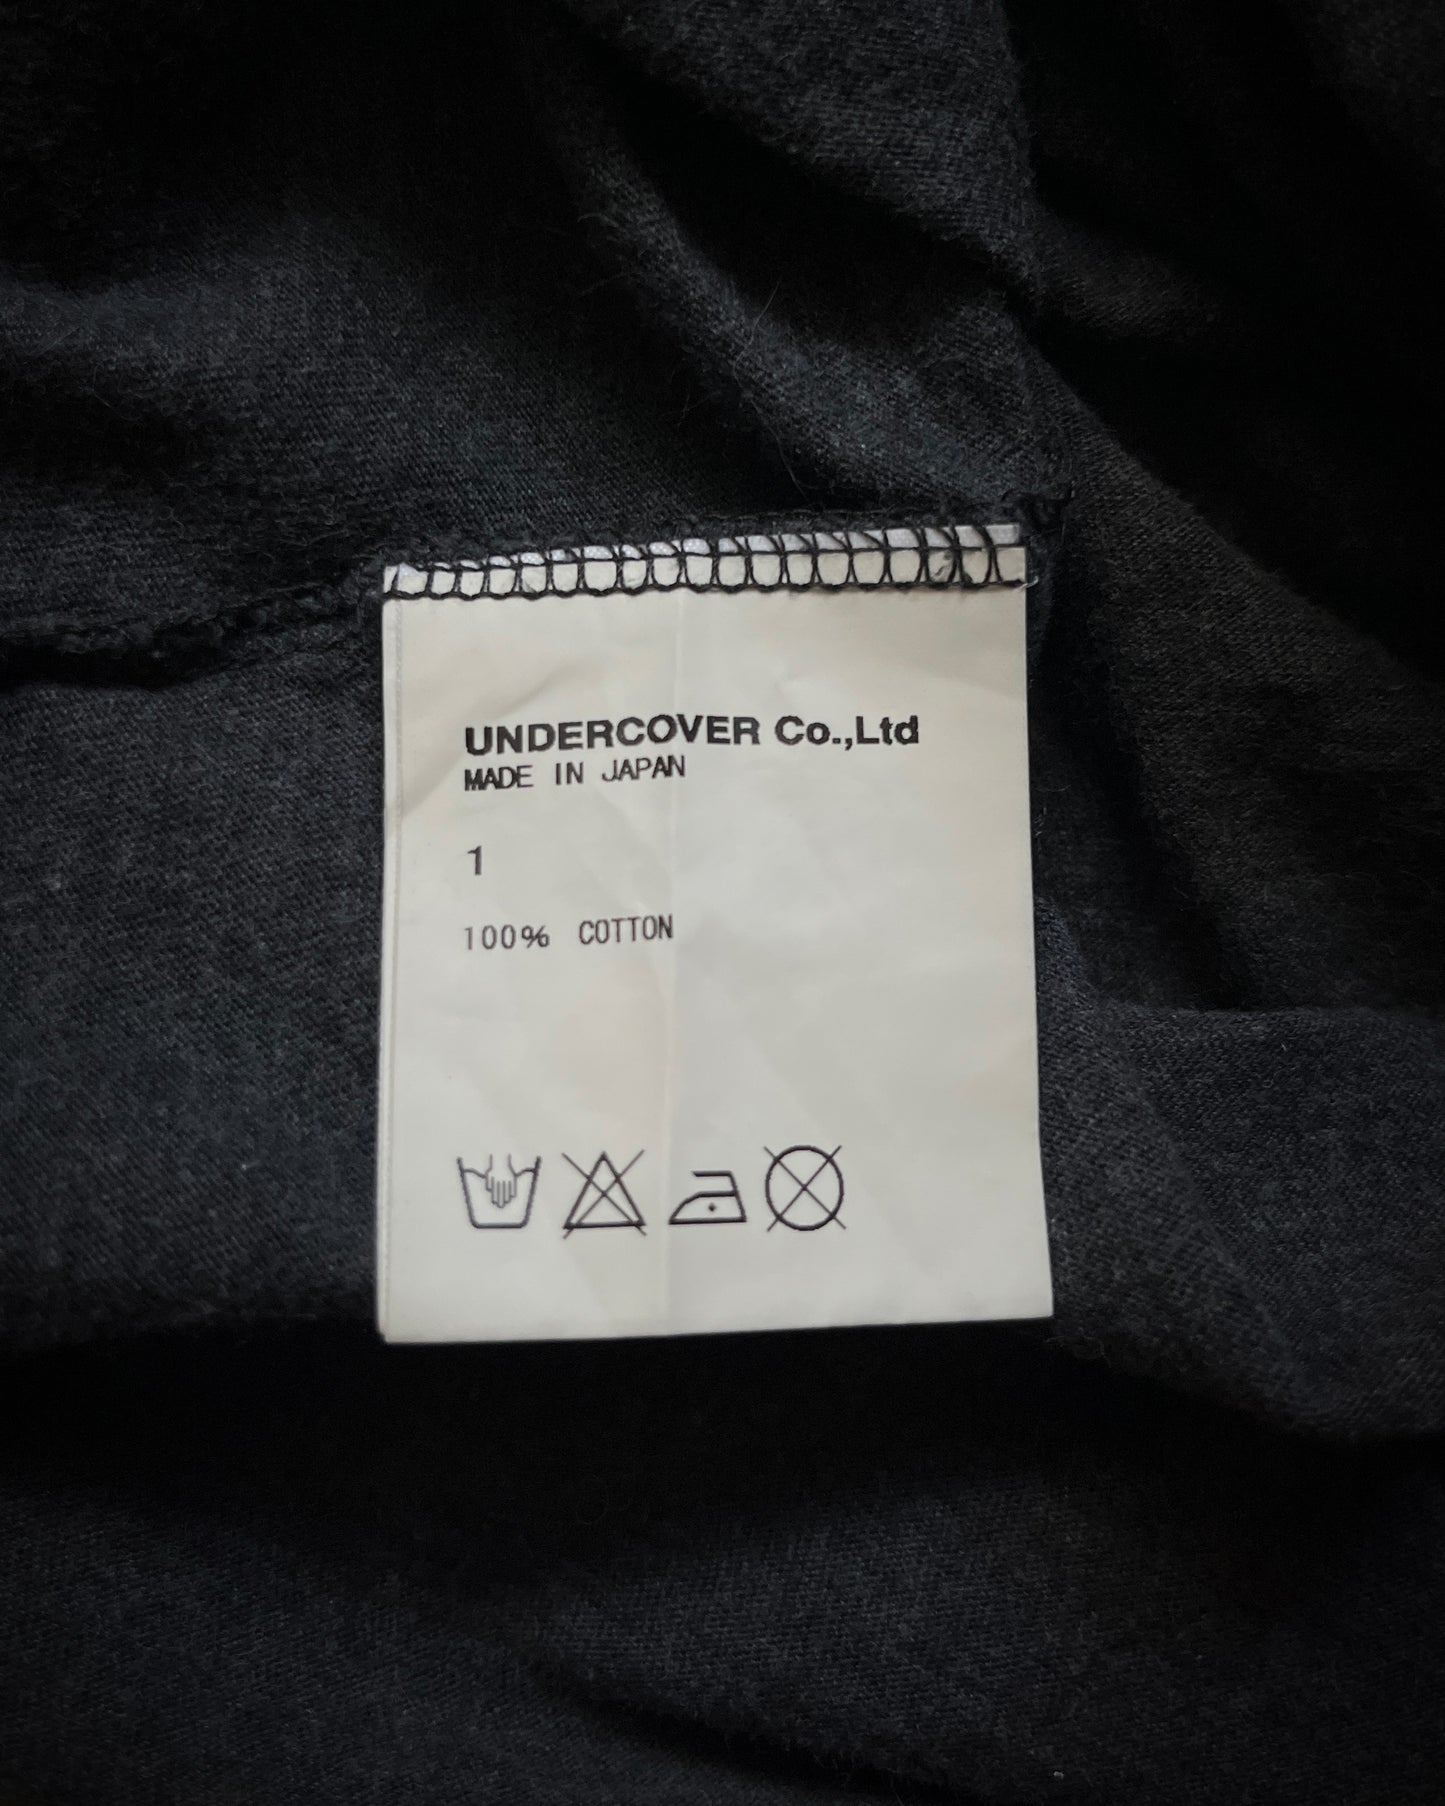 UNDERCOVER Co.,Ltd
MADE IN JAPAN
1
100% COTTON